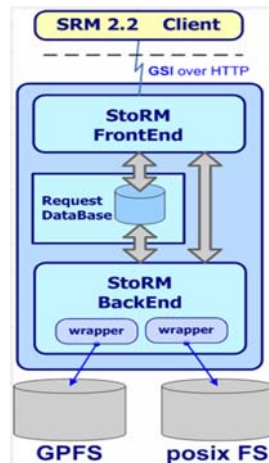 SRM 2.2 Client
GSI over HTTP
StoRM
FrontEnd
Request
DataBase
StoRM
BackEnd
wrapper wrapper
GPFS posix FS